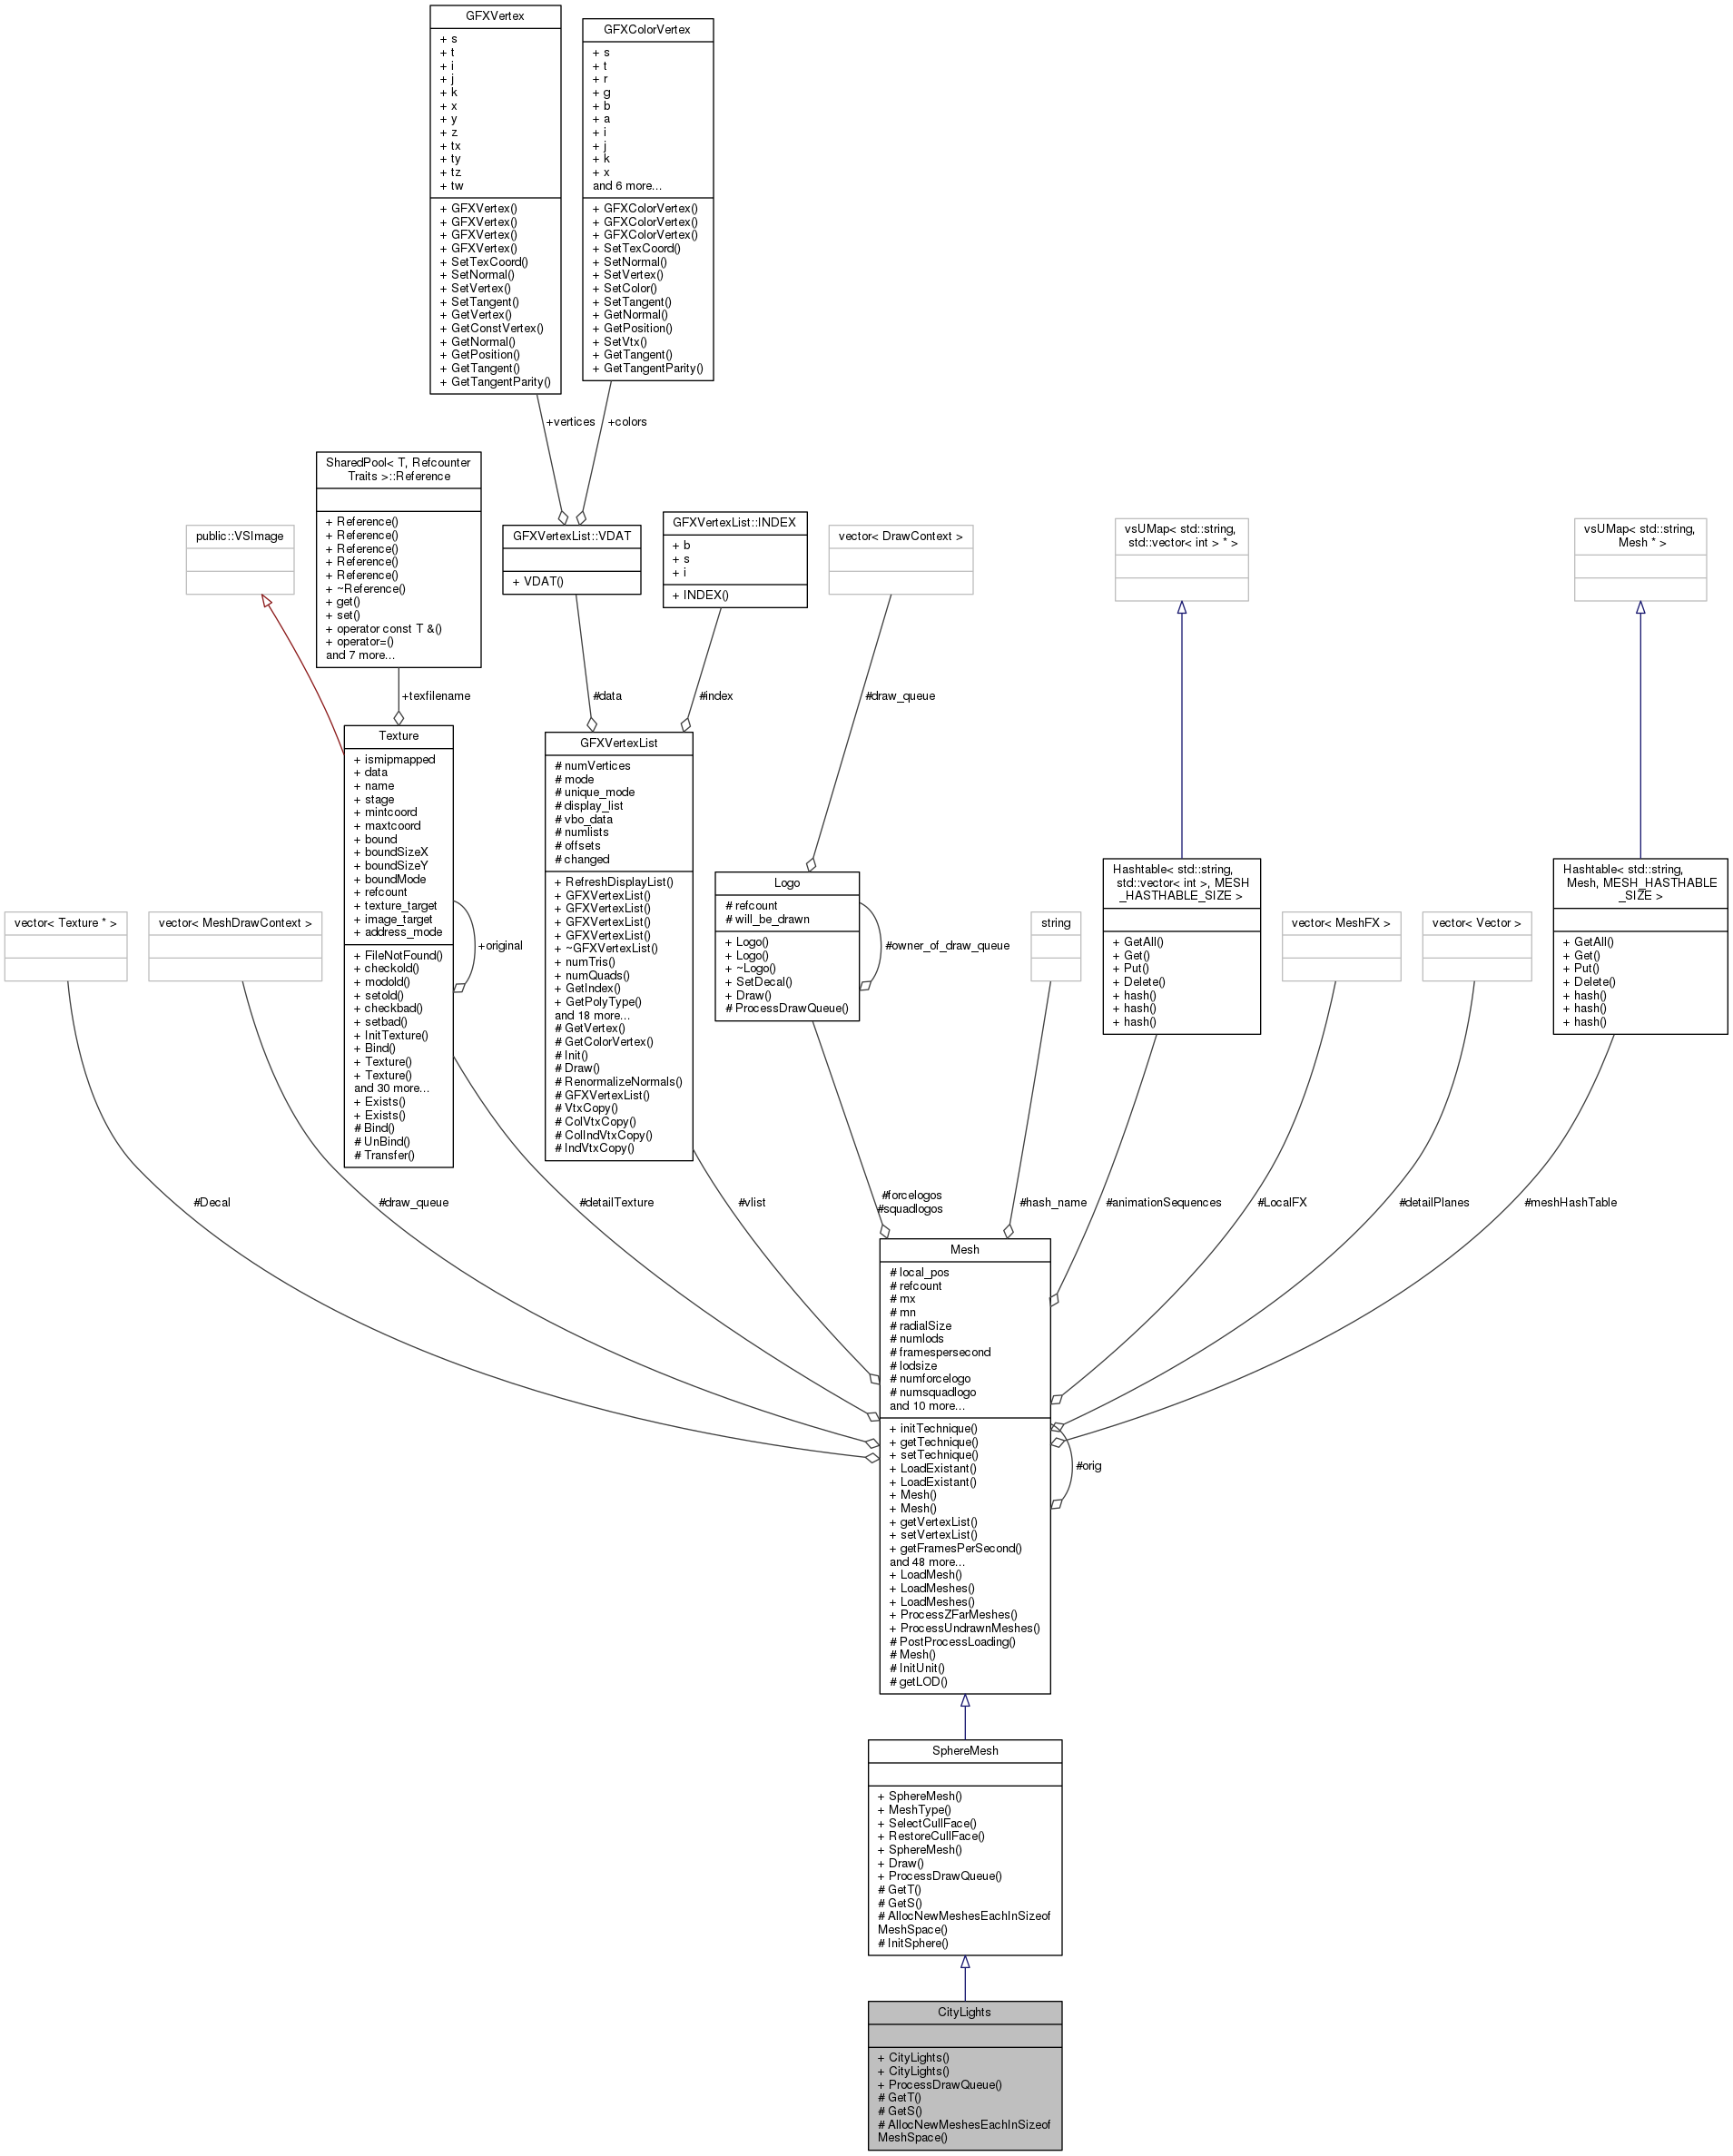 GFXVertex
+ s
+ t
+ i
+ j
+ k
+ x
+ y
+ z
+ tx
+ ty
+ tz
+ tw
+ GFXVertex()
+ GFXVertex()
+ GFXVertex()
+ GFXVertex()
+ SetTexCoord()
+ SetNormal()
+ SetVertex()
+ SetTangent()
+ GetVertex()
+ GetConstVertex()
+ GetNormal()
+ GetPosition()
+ GetTangent()
+ GetTangentParity()
GFXColorVertex
+ s
+ t
+ r
+ g
+ b
+ a
+ i
+ j
+ k
+ x
and 6 more...
+ GFXColorVertex()
+ GFXColorVertex()
+ GFXColorVertex()
+ SetTexCoord()
+ SetNormal()
+ SetVertex()
+ SetColor()
+ SetTangent()
+ GetNormal()
+ GetPosition()
+ SetVtx()
+ GetTangent()
+ GetTangentParity()
+vertices
+colors
SharedPool< T, Refcounter
Traits >::Reference
+ Reference()
+ Reference()
+ Reference()
+ Reference()
+ Reference()
+ ~Reference()
+ get()
+ set()
+ operator const T &()
+ operator=()
and 7 more...
public::VSImage
GFXVertexList::VDAT
+ VDAT()
GFXVertexList::INDEX
+ b
+ s
+ i
+ INDEX()
vector< DrawContext >
vsUMap< std::string,
std::vector< int > * >
vsUMap< std::string,
Mesh * >
+texfilename
#data
#index
#draw_queue
Texture
+ ismipmapped
+ data
+ name
+ stage
+ mintcoord
+ maxtcoord
+ bound
+ boundSizeX
+ boundSizeY
+ boundMode
+ refcount
+ texture_target
+ image_target
+ address_mode
+ FileNotFound()
+ checkold()
+ modold()
+ setold()
+ checkbad()
+ setbad()
+ InitTexture()
+ Bind()
+ Texture()
+ Texture()
and 30 more...
+ Exists()
+ Exists()
# Bind()
# UnBind()
# Transfer()
+original
GFXVertexList
# numVertices
# mode
# unique_mode
# display_list
# vbo_data
# numlists
# offsets
# changed
+ RefreshDisplayList()
+ GFXVertexList()
+ GFXVertexList()
+ GFXVertexList()
+ GFXVertexList()
+ ~GFXVertexList()
+ numTris()
+ numQuads()
+ GetIndex()
+ GetPolyType()
and 18 more...
# GetVertex()
# GetColorVertex()
# Init()
# Draw()
# RenormalizeNormals()
# GFXVertexList()
# VtxCopy()
# ColVtxCopy()
# ColIndVtxCopy()
# IndVtxCopy()
Logo
# refcount
# will_be_drawn
+ Logo()
+ Logo()
+ ~Logo()
+ SetDecal()
+ Draw()
# ProcessDrawQueue()
#owner_of_draw_queue
Hashtable< std::string,
std::vector< int >, MESH
_HASTHABLE_SIZE >
+ GetAll()
+ Get()
+ Put()
+ Delete()
+ hash()
+ hash()
+ hash()
Hashtable< std::string,
Mesh, MESH_HASTHABLE
_SIZE >
+ GetAll()
+ Get()
+ Put()
+ Delete()
+ hash()
+ hash()
+ hash()
vector< Texture * >
vector< MeshDrawContext >
string
vector< MeshFX >
vector< Vector >
#Decal
#draw_queue
#detailTexture
#vlist
#forcelogos
#squadlogos
#hash_name
#animationSequences
#LocalFX
#detailPlanes
#meshHashTable
Mesh
# local_pos
# refcount
# mx
# mn
# radialSize
# numlods
# framespersecond
# lodsize
# numforcelogo
# numsquadlogo
and 10 more...
+ initTechnique()
+ getTechnique()
+ setTechnique()
+ LoadExistant()
+ LoadExistant()
+ Mesh()
+ Mesh()
+ getVertexList()
+ setVertexList()
+ getFramesPerSecond()
and 48 more...
+ LoadMesh()
+ LoadMeshes()
+ LoadMeshes()
+ ProcessZFarMeshes()
+ ProcessUndrawnMeshes()
# PostProcessLoading()
# Mesh()
# InitUnit()
# getLOD()
#orig
SphereMesh
+ SphereMesh()
+ MeshType()
+ SelectCullFace()
+ RestoreCullFace()
+ SphereMesh()
+ Draw()
+ ProcessDrawQueue()
# GetT()
# GetS()
# AllocNewMeshesEachInSizeof
MeshSpace()
# InitSphere()
CityLights
+ CityLights()
+ CityLights()
+ ProcessDrawQueue()
# GetT()
# GetS()
# AllocNewMeshesEachInSizeof
MeshSpace()